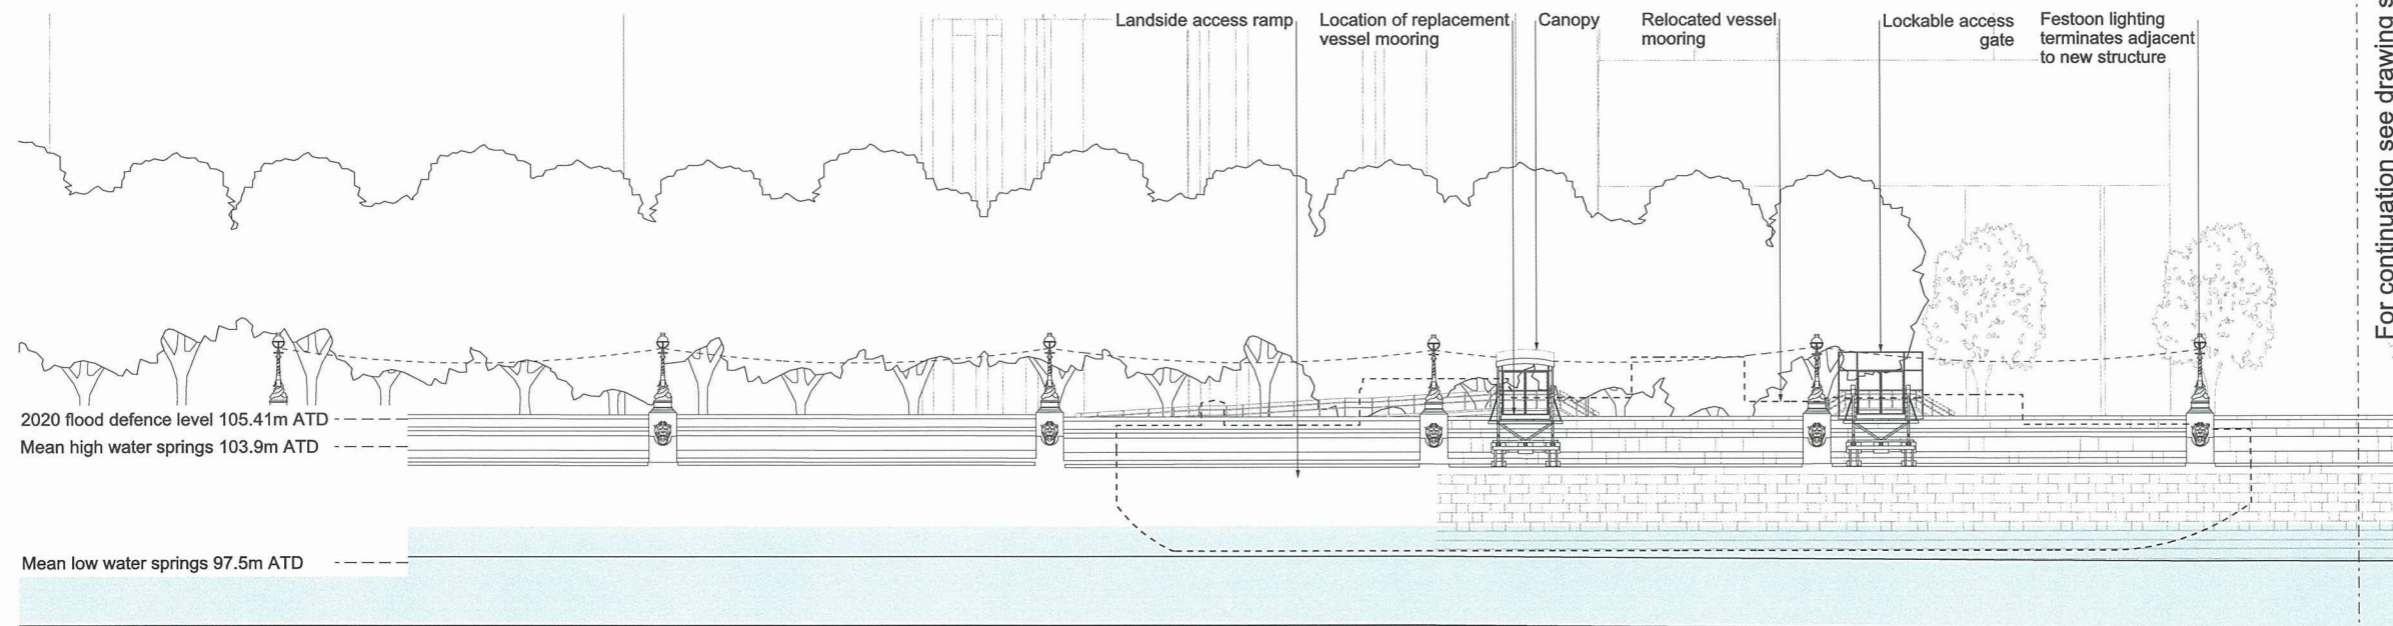 Landside access ramp
Location of replacement
vessel mooring
Canopy
Relocated vessel
mooring
Lockable access
gate
Festoon lighting
terminates adjacent
to new structure
2020 flood defence level 105.41m ATD
Mean high water springs 103.9m ATD
Mean low water springs 97.5m ATD
For continuation see drawing